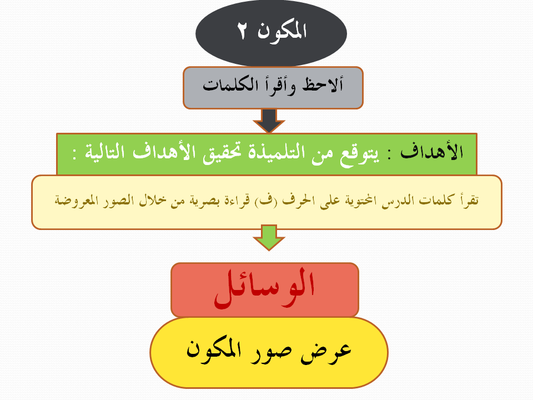 المكون ٢
ألاحظ وأقرأ الكلمات
الأهداف : يتوقع من التلميذة تحقيق الأهداف التالية :
تقرأ كلمات الدرس المحتوية على الحرف (ف) قراءة بصرية من خلال الصور المعروضة
الوسائل
عرض صور المكون